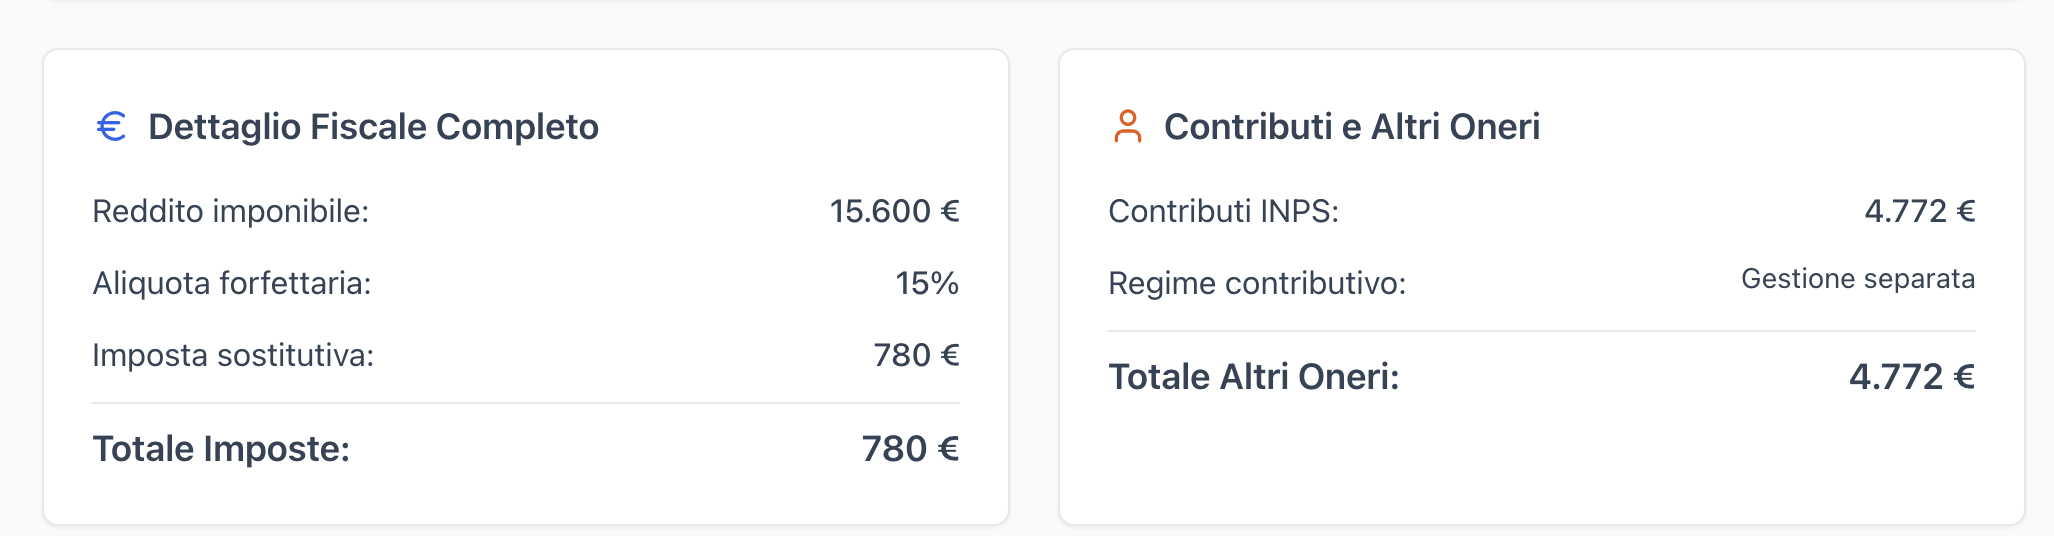 Dettaglio Fiscale Completo
Reddito imponibile: 15.600 €
Aliquota forfettaria: 15%
Imposta sostitutiva: 780 €
Totale Imposte: 780 €
Contributi e Altri Oneri
Contributi INPS: 4.772 €
Regime contributivo: Gestione separata
Totale Altri Oneri: 4.772 €